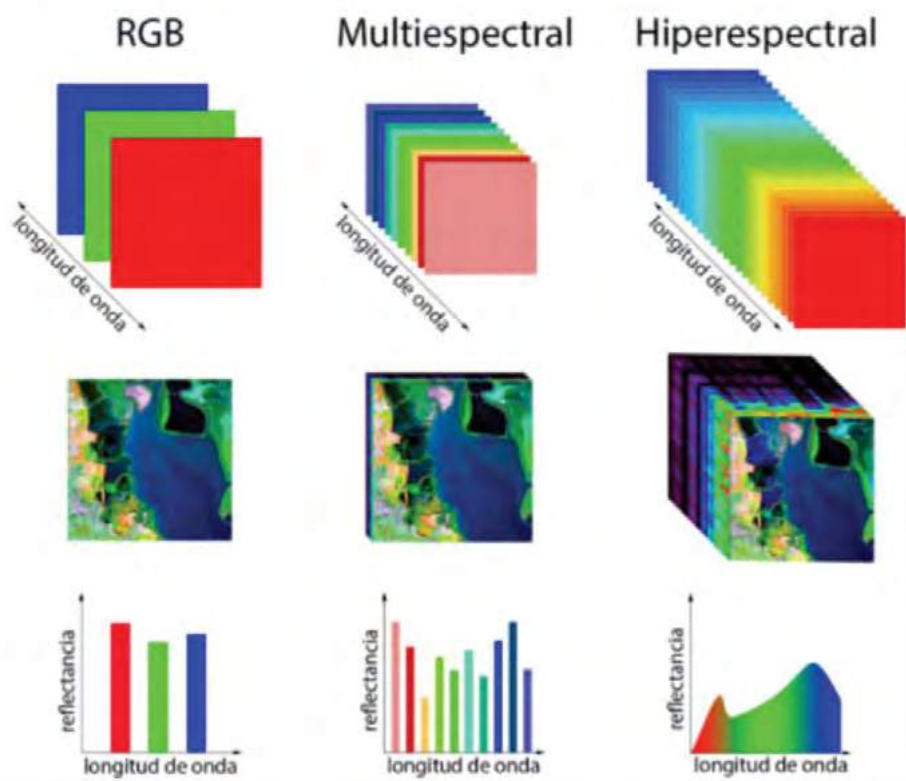 RGB
Multiespectral
Hiperespectral
longitud de onda
longitud de onda
longitud de onda
reflectancia
longitud de onda
reflectancia
longitud de onda
reflectancia
longitud de onda